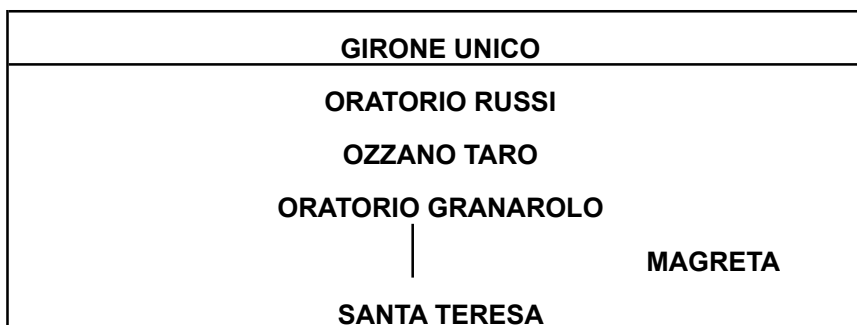 GIRONE UNICO
ORATORIO RUSSI
OZZANO TARO
ORATORIO GRANAROLO
MAGRETA
SANTA TERESA